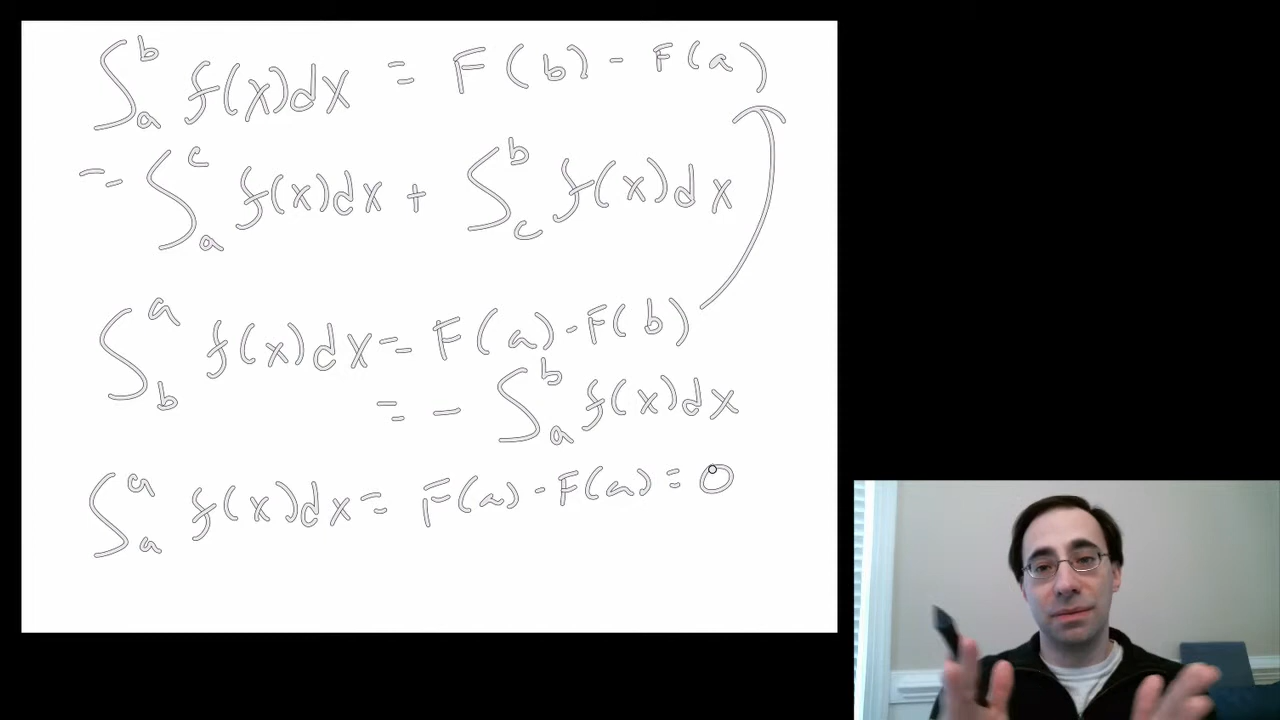 ∫_a^b f(x)dx = F(b) - F(a)
= ∫_a^c f(x)dx + ∫_c^b f(x)dx
∫_b^a f(x)dx = F(a) - F(b)
= - ∫_a^b f(x)dx
∫_a^a f(x)dx = F(a) - F(a) = 0